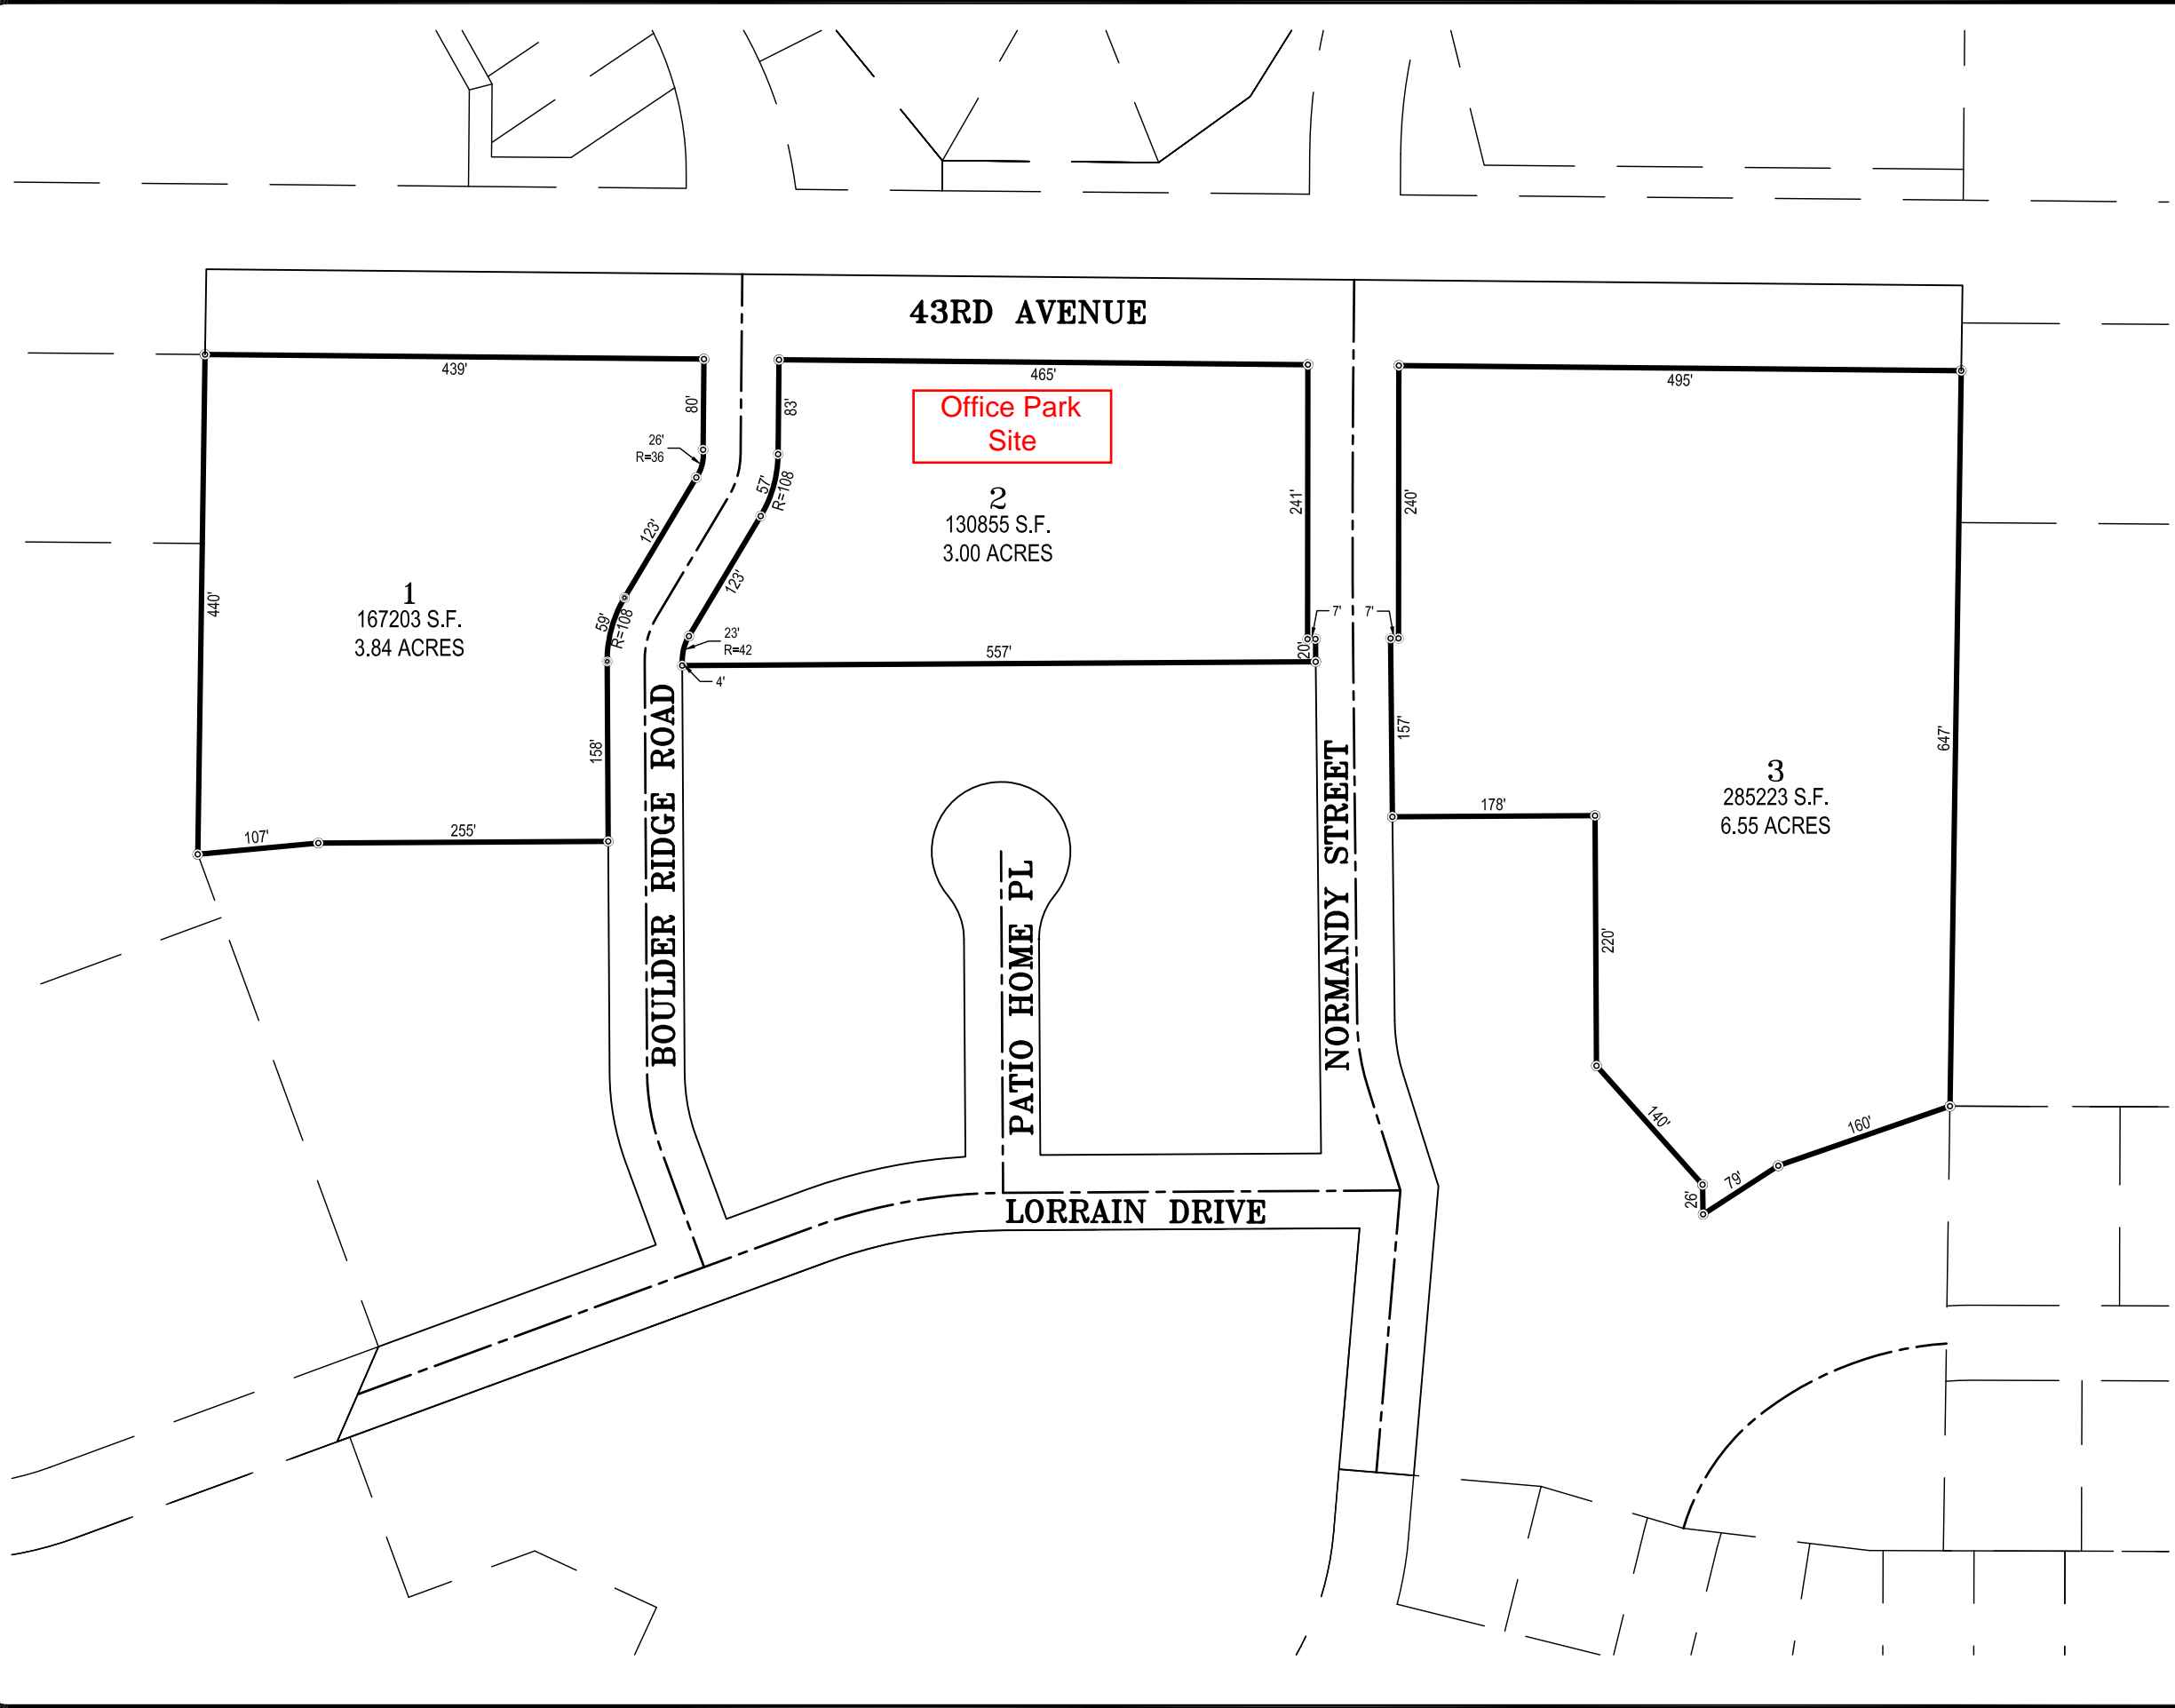 43RD AVENUE
439'
465'
495'
80'
83'
Office Park
Site
26'
R=36
57'
R=108
241'
240'
2
130855 S.F.
3.00 ACRES
123'
123'
440'
1
167203 S.F.
3.84 ACRES
59'
R=108
23'
R=42
7'
7'
20'
557'
4'
158'
BOULDER RIDGE ROAD
157'
NORMANDY STREET
647'
3
285223 S.F.
6.55 ACRES
178'
107'
255'
PATIO HOME PL
220'
140'
160'
79'
26'
LORRAIN DRIVE